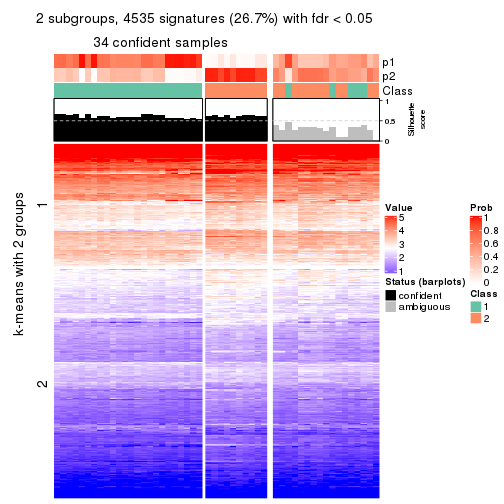 2 subgroups, 4535 signatures (26.7%) with fdr < 0.05
34 confident samples
p1
p2
Class
1
0.5
0
Silhouette
score
k-means with 2 groups
1
2
Value
5
4
3
2
1
Status (barplots)
confident
ambiguous
Prob
1
0.8
0.6
0.4
0.2
0
Class
1
2